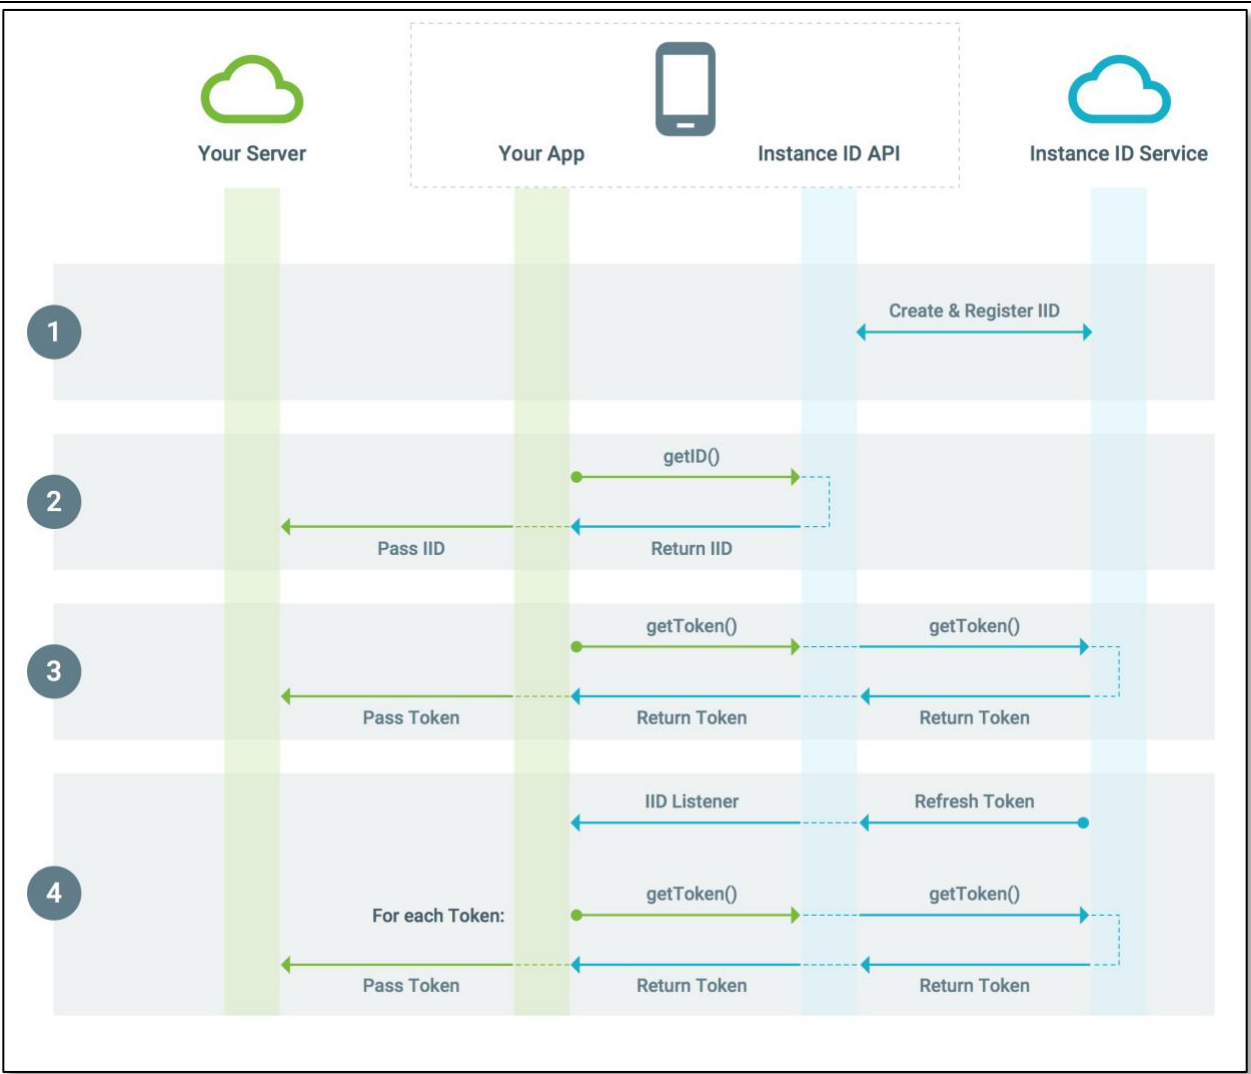 Your Server
Your App
Instance ID API
Instance ID Service
1
Create & Register IID
2
getID()
Pass IID
Return IID
3
getToken()
getToken()
Pass Token
Return Token
Return Token
4
IID Listener
Refresh Token
For each Token:
getToken()
getToken()
Pass Token
Return Token
Return Token